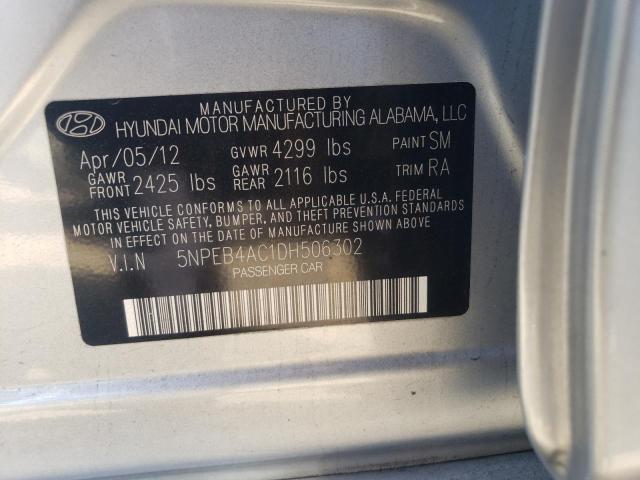 MANUFACTURED BY
HYUNDAI MOTOR MANUFACTURING ALABAMA, LLC
Apr/05/12 GVWR 4299 lbs PAINT SM
GAWR FRONT 2425 lbs GAWR REAR 2116 lbs TRIM RA
THIS VEHICLE CONFORMS TO ALL APPLICABLE U.S.A. FEDERAL
MOTOR VEHICLE SAFETY, BUMPER, AND THEFT PREVENTION STANDARDS
IN EFFECT ON THE DATE OF MANUFACTURE SHOWN ABOVE
V.I.N 5NPEB4AC1DH506302
PASSENGER CAR